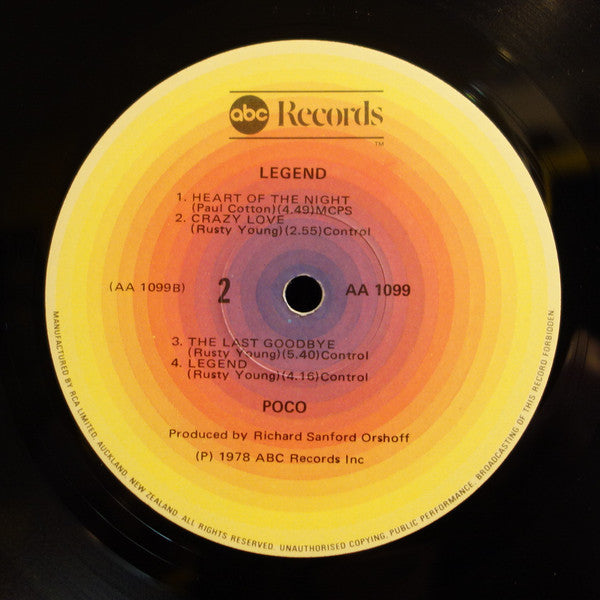 abc Records
TM
LEGEND
1. HEART OF THE NIGHT
(Paul Cotton)(4.49)MCPS
2. CRAZY LOVE
(Rusty Young)(2.55)Control
(AA 1099B) 2 AA 1099
3. THE LAST GOODBYE
(Rusty Young)(5.40)Control
4. LEGEND
(Rusty Young)(4.16)Control
POCO
Produced by Richard Sanford Orshoff
(P) 1978 ABC Records Inc
MANUFACTURED BY RCA LIMITED, AUCKLAND, NEW ZEALAND. ALL RIGHTS RESERVED. UNAUTHORISED COPYING, PUBLIC PERFORMANCE, BROADCASTING OF THIS RECORD FORBIDDEN